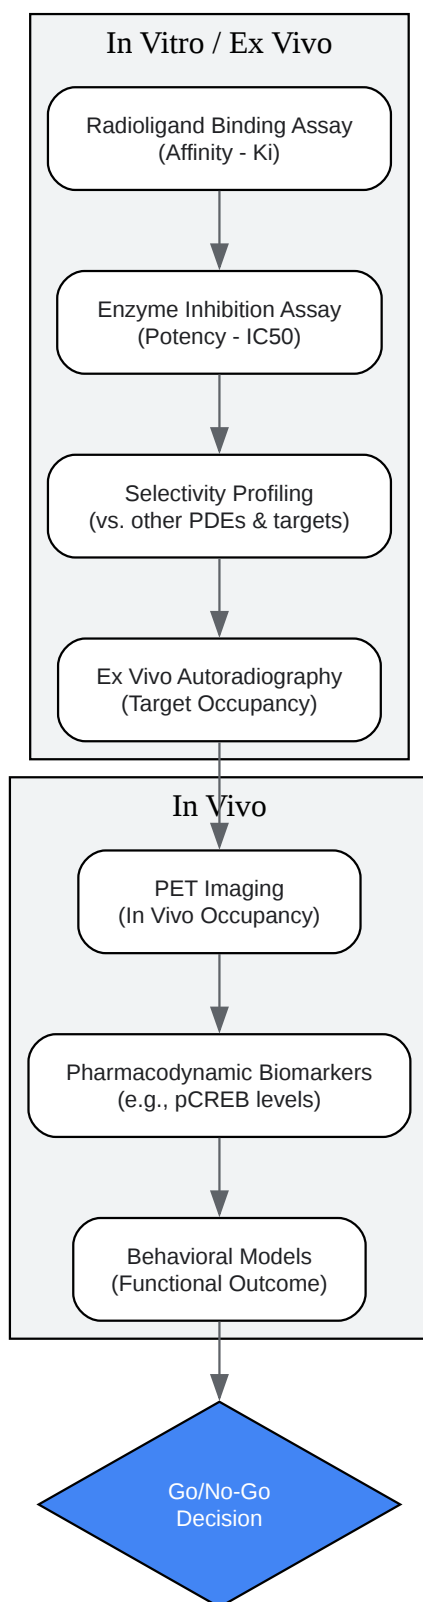 In Vitro / Ex Vivo
Radioligand Binding Assay
(Affinity - Ki)
Enzyme Inhibition Assay
(Potency - IC50)
Selectivity Profiling
(vs. other PDEs & targets)
Ex Vivo Autoradiography
(Target Occupancy)
In Vivo
PET Imaging
(In Vivo Occupancy)
Pharmacodynamic Biomarkers
(e.g., pCREB levels)
Behavioral Models
(Functional Outcome)
Go/No-Go
Decision